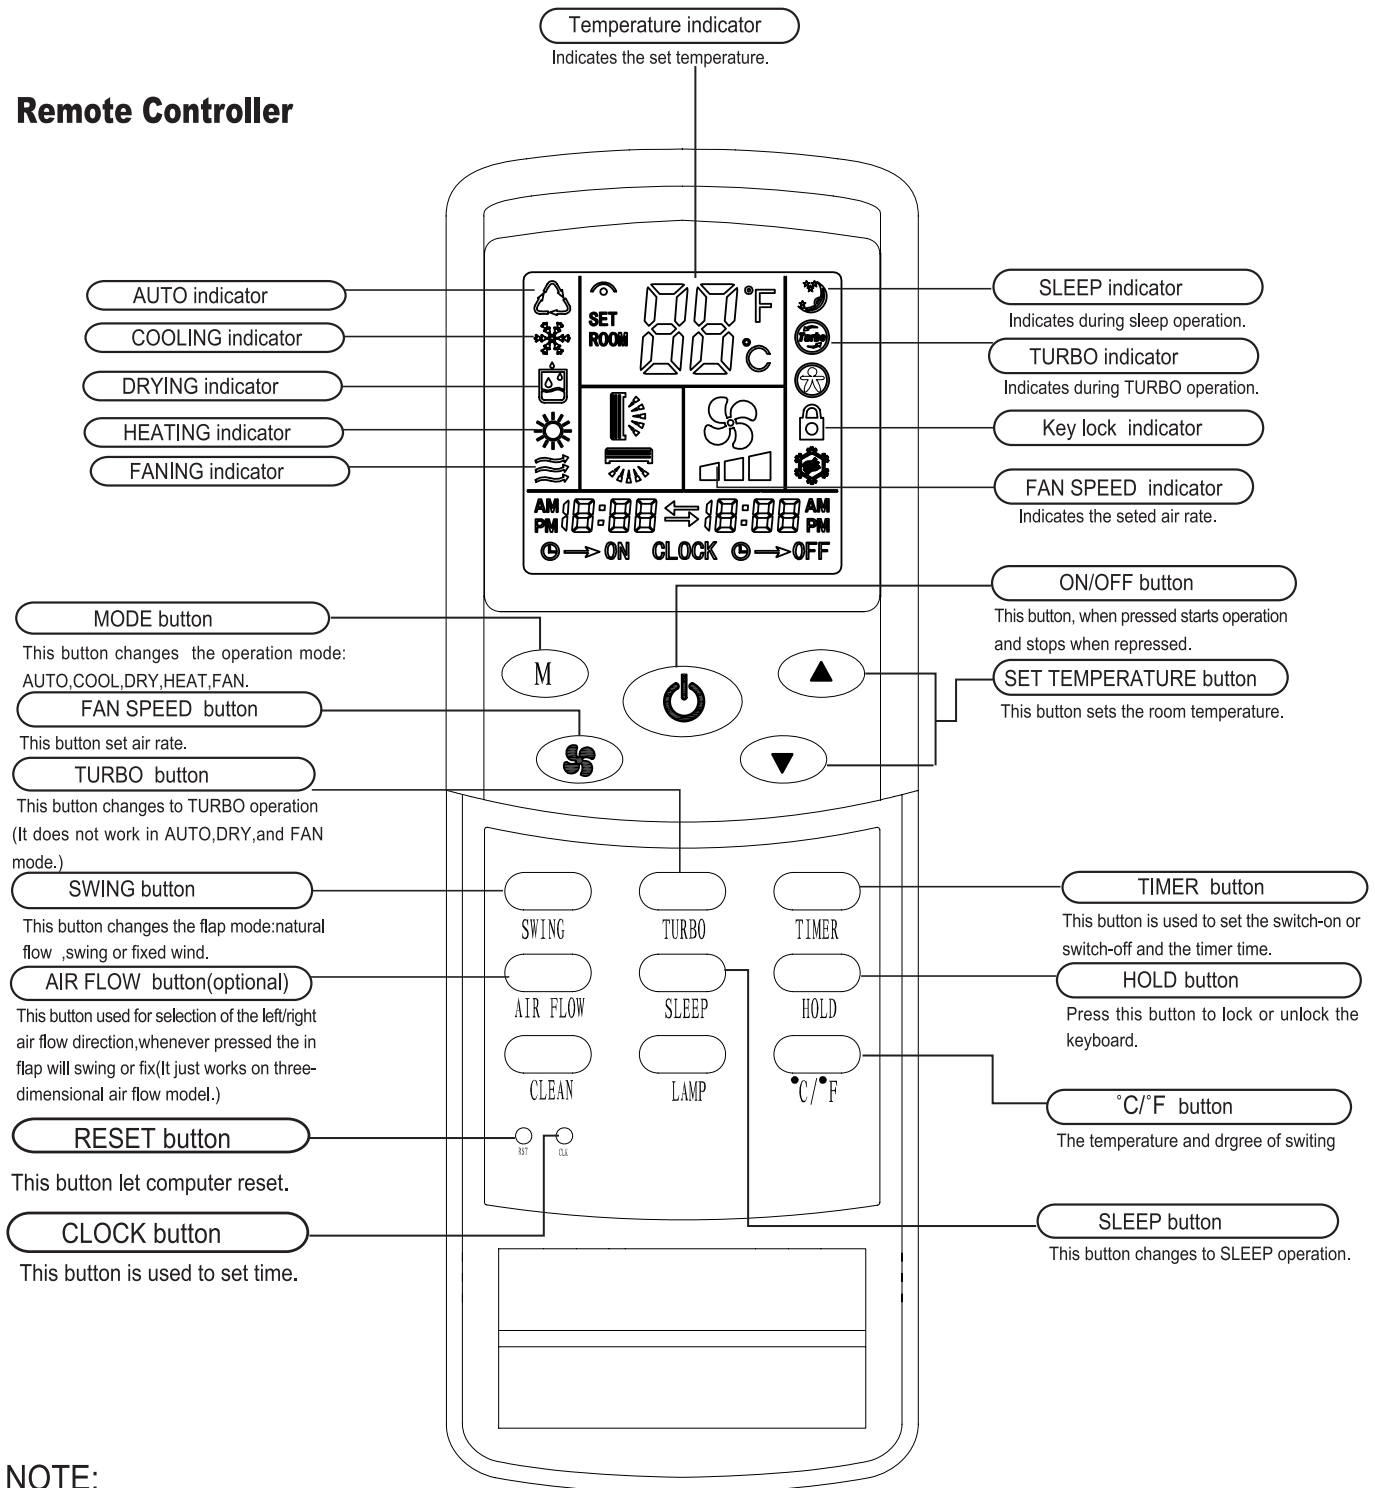 Temperature indicator
Indicates the set temperature.
Remote Controller
AUTO indicator
COOLING indicator
DRYING indicator
HEATING indicator
FANING indicator
SET
ROOM
°F
°C
Turbo
AM
PM
18:88
18:88
AM
PM
ON CLOCK OFF
SLEEP indicator
Indicates during sleep operation.
TURBO indicator
Indicates during TURBO operation.
Key lock indicator
FAN SPEED indicator
Indicates the seted air rate.
ON/OFF button
This button, when pressed starts operation
and stops when repressed.
SET TEMPERATURE button
This button sets the room temperature.
MODE button
This button changes the operation mode:
AUTO,COOL,DRY,HEAT,FAN.
FAN SPEED button
This button set air rate.
TURBO button
This button changes to TURBO operation
(It does not work in AUTO,DRY,and FAN
mode.)
SWING button
This button changes the flap mode:natural
flow ,swing or fixed wind.
AIR FLOW button(optional)
This button used for selection of the left/right
air flow direction,whenever pressed the in
flap will swing or fix(It just works on three-
dimensional air flow model.)
RESET button
This button let computer reset.
CLOCK button
This button is used to set time.
M
SWING TURBO TIMER
AIR FLOW SLEEP HOLD
CLEAN LAMP °C/°F
RST CLK
TIMER button
This button is used to set the switch-on or
switch-off and the timer time.
HOLD button
Press this button to lock or unlock the
keyboard.
°C/°F button
The temperature and drgree of switing
SLEEP button
This button changes to SLEEP operation.
NOTE: